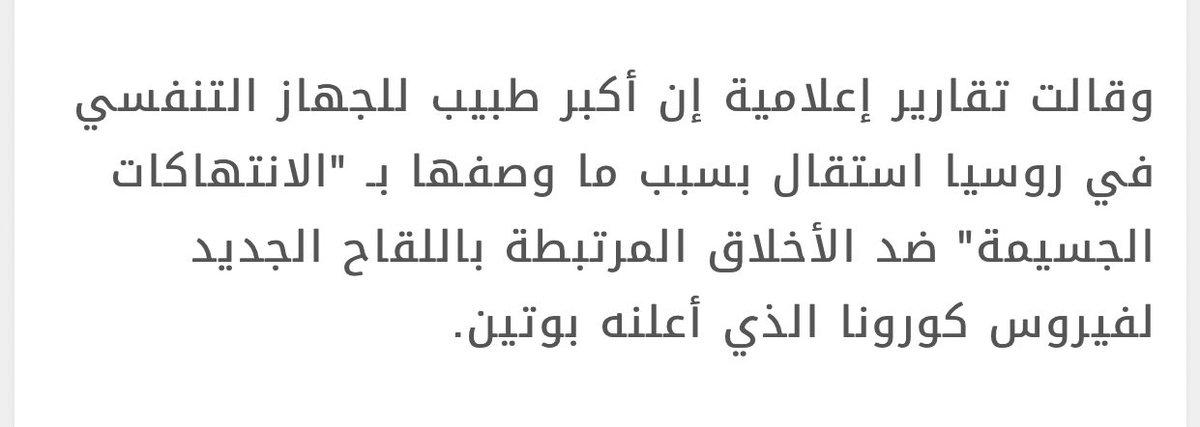 وقالت تقارير إعلامية إن أكبر طبيب للجهاز التنفسي
في روسيا استقال بسبب ما وصفها بـ "الانتهاكات
الجسيمة" ضد الأخلاق المرتبطة باللقاح الجديد
لفيروس كورونا الذي أعلنه بوتين.